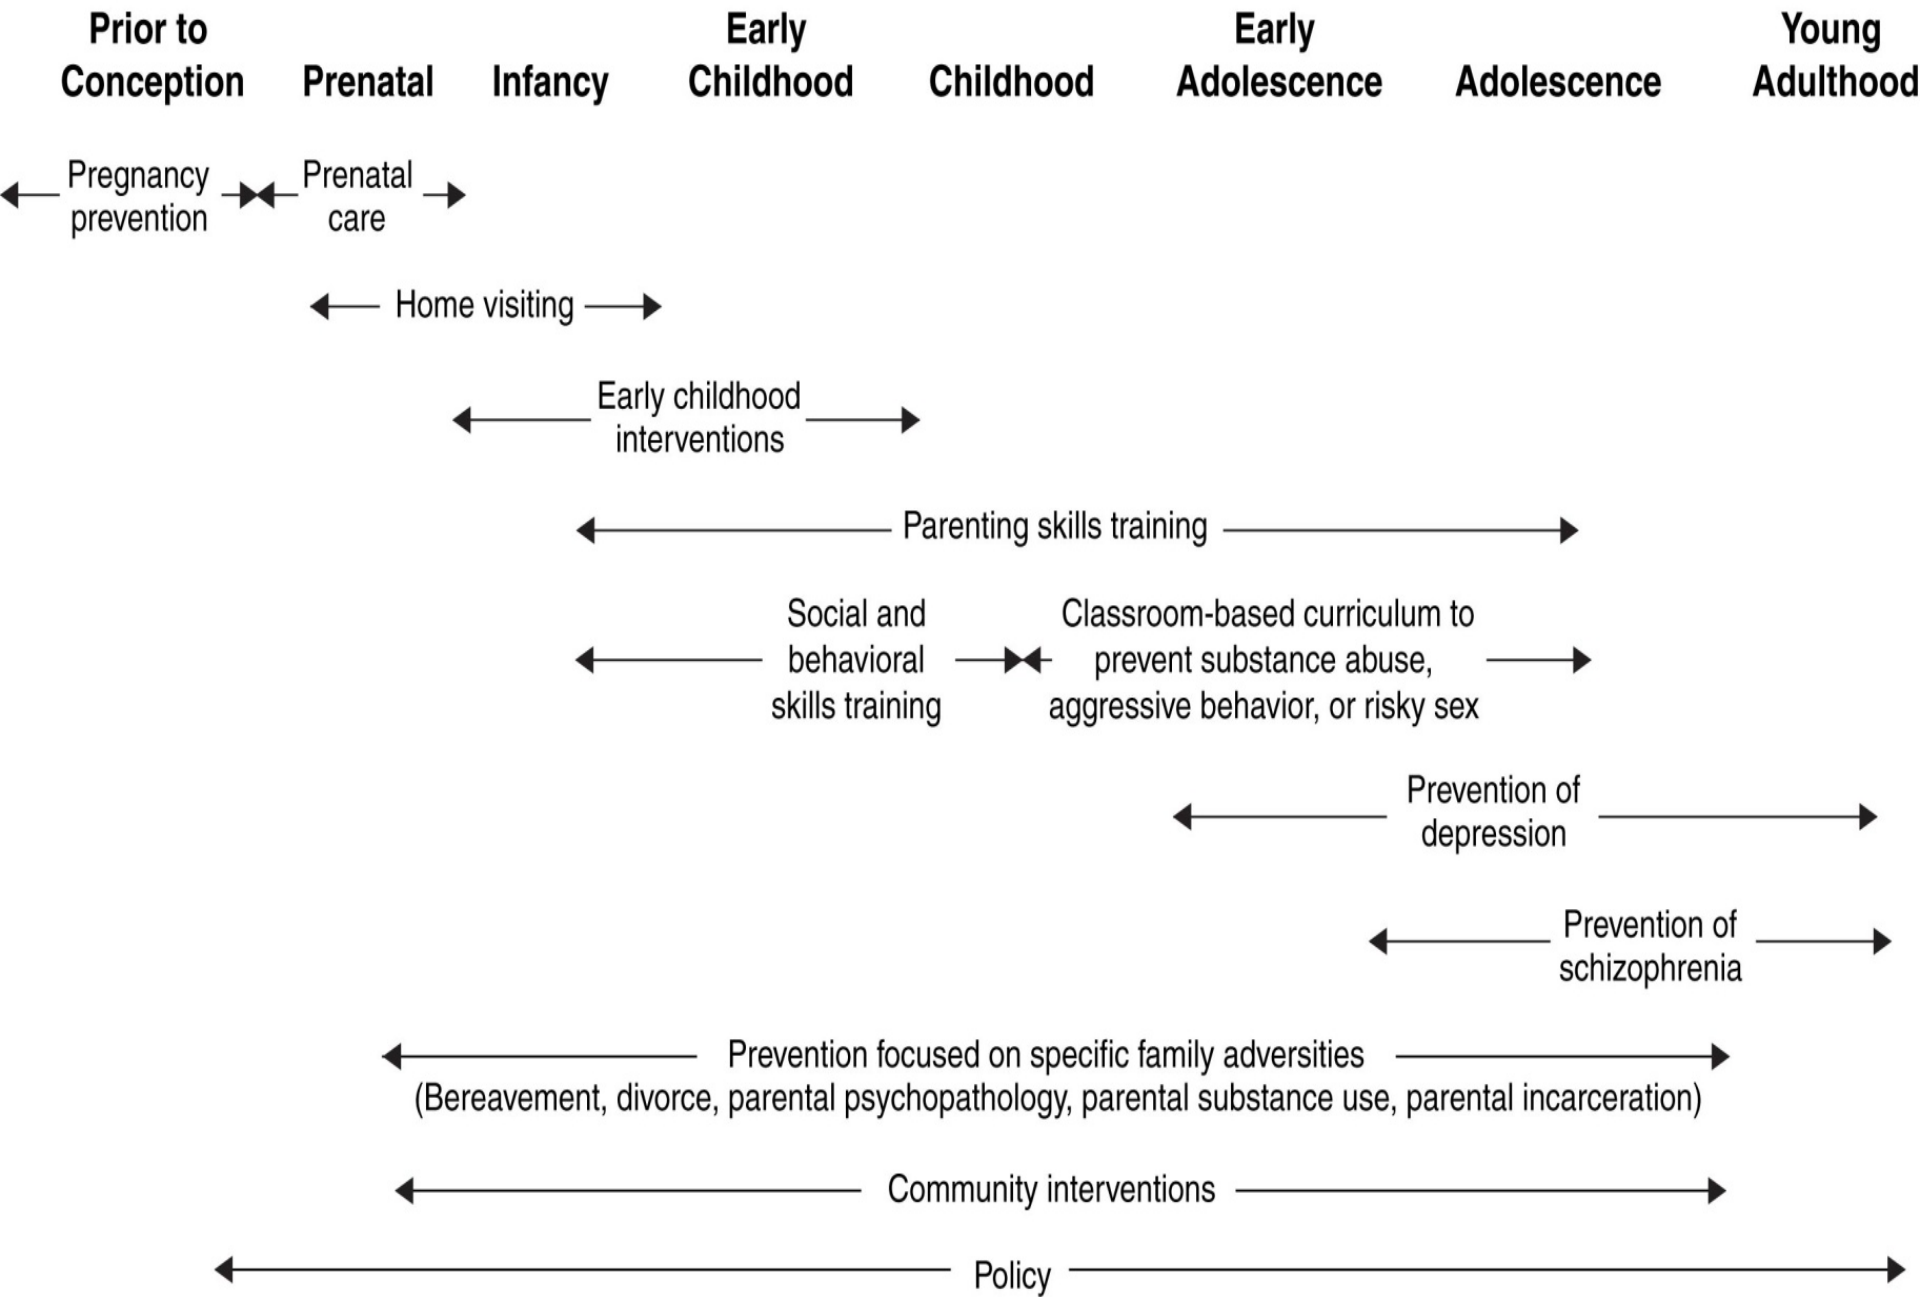 Prior to Conception
Prenatal
Infancy
Early Childhood
Childhood
Early Adolescence
Adolescence
Young Adulthood
Pregnancy
prevention
Prenatal
care
Home visiting
Early childhood
interventions
Parenting skills training
Social and
behavioral
skills training
Classroom-based curriculum to
prevent substance abuse,
aggressive behavior, or risky sex
Prevention of
depression
Prevention of
schizophrenia
Prevention focused on specific family adversities
(Bereavement, divorce, parental psychopathology, parental substance use, parental incarceration)
Community interventions
Policy